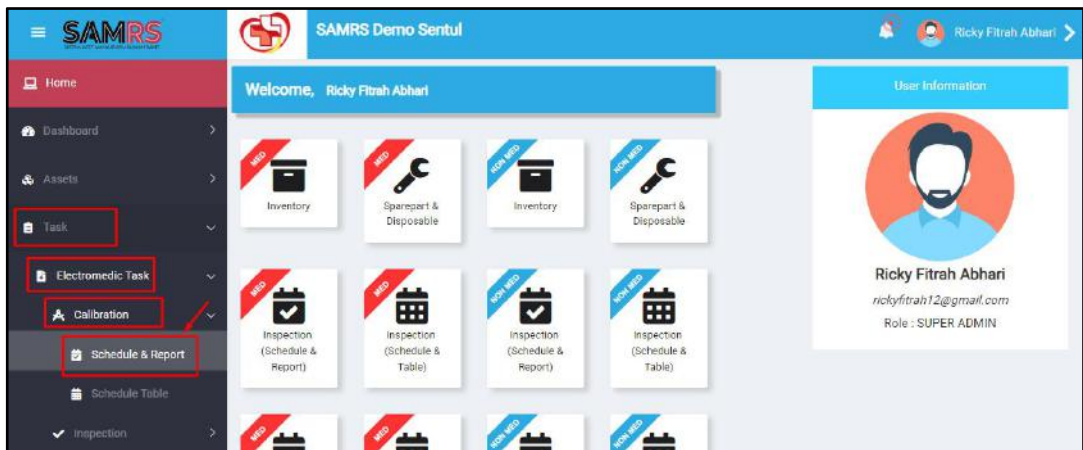 SAMRS
SAMRS Demo Sentul
Ricky Fitrah Abhari
Home
Dashboard
Assets
Task
Electromedic Task
Calibration
Schedule & Report
Schedule Table
Inspection
Welcome, Ricky Fitrah Abhari
MED
Inventory
MED
Sparepart &
Disposable
NON MED
Inventory
NON MED
Sparepart &
Disposable
MED
Inspection
(Schedule &
Report)
MED
Inspection
(Schedule &
Table)
NON MED
Inspection
(Schedule &
Report)
NON MED
Inspection
(Schedule &
Table)
MED
MED
NON MED
NON MED
User Information
Ricky Fitrah Abhari
rickyfitrah12@gmail.com
Role : SUPER ADMIN